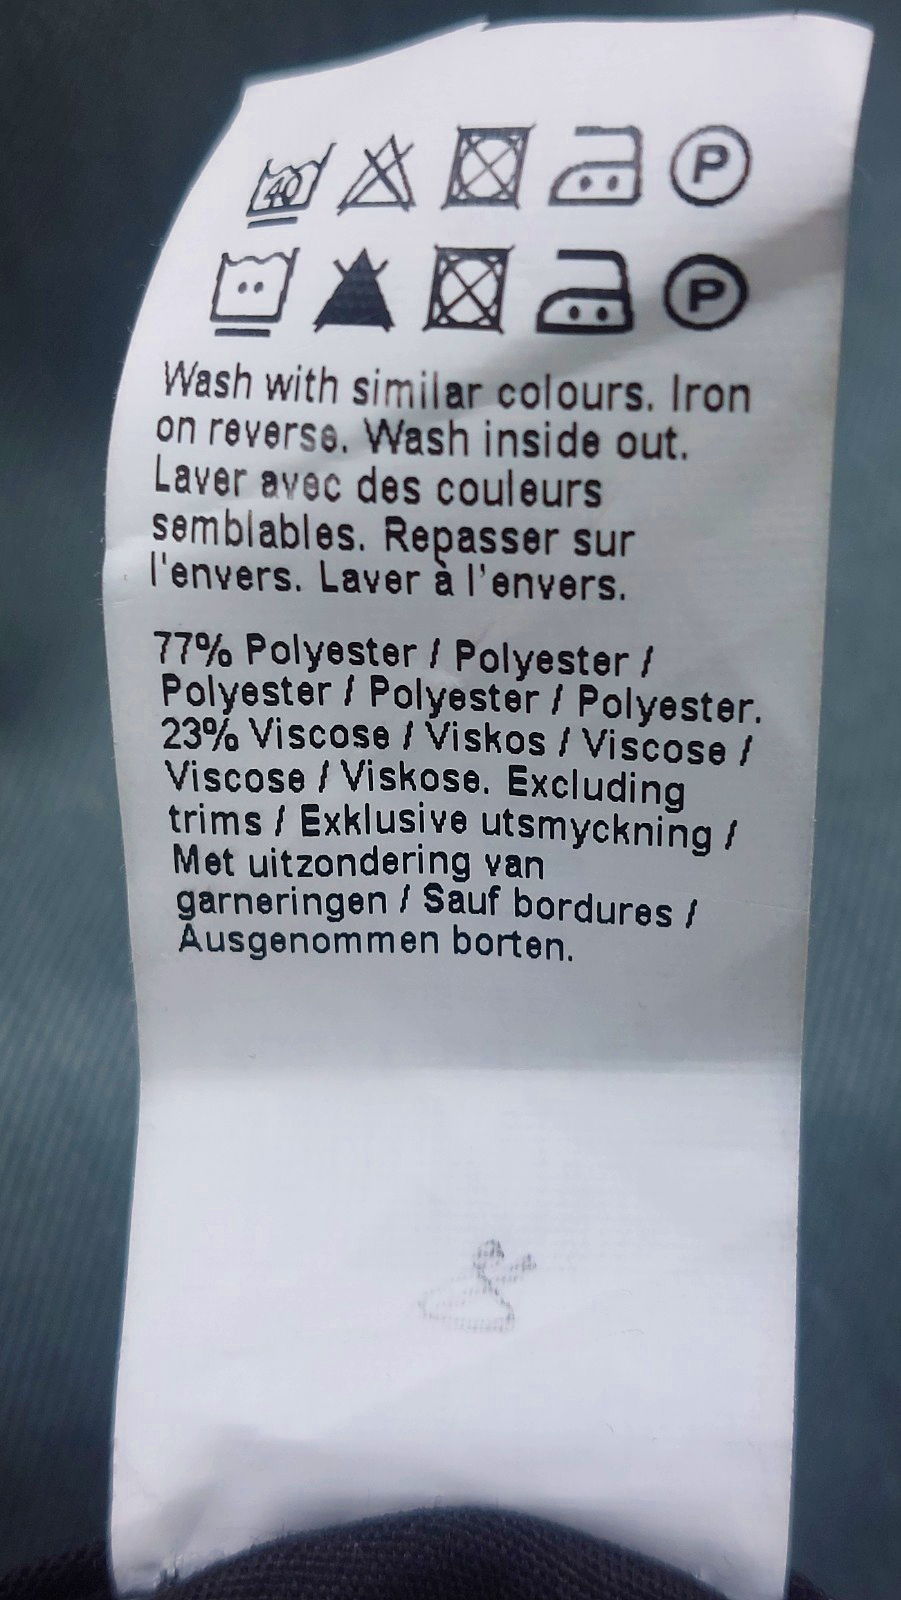 40 P
P
Wash with similar colours. Iron
on reverse. Wash inside out.
Laver avec des couleurs
semblables. Repasser sur
l'envers. Laver à l'envers.
77% Polyester / Polyester /
Polyester / Polyester / Polyester.
23% Viscose / Viskos / Viscose /
Viscose / Viskose. Excluding
trims / Exklusive utsmyckning /
Met uitzondering van
garneringen / Sauf bordures /
Ausgenommen borten.